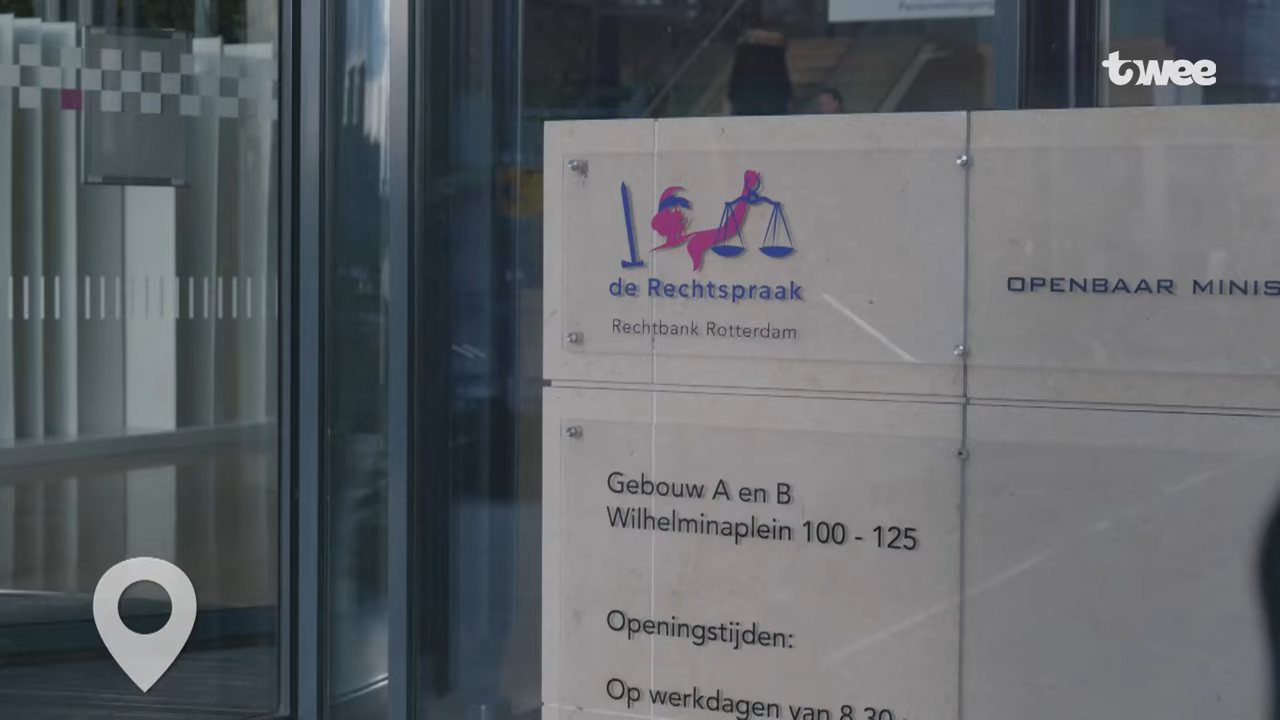 twee
de Rechtspraak
Rechtbank Rotterdam
OPENBAAR MINIS
Gebouw A en B
Wilhelminaplein 100 - 125
Openingstijden:
Op werkdagen van 8.30